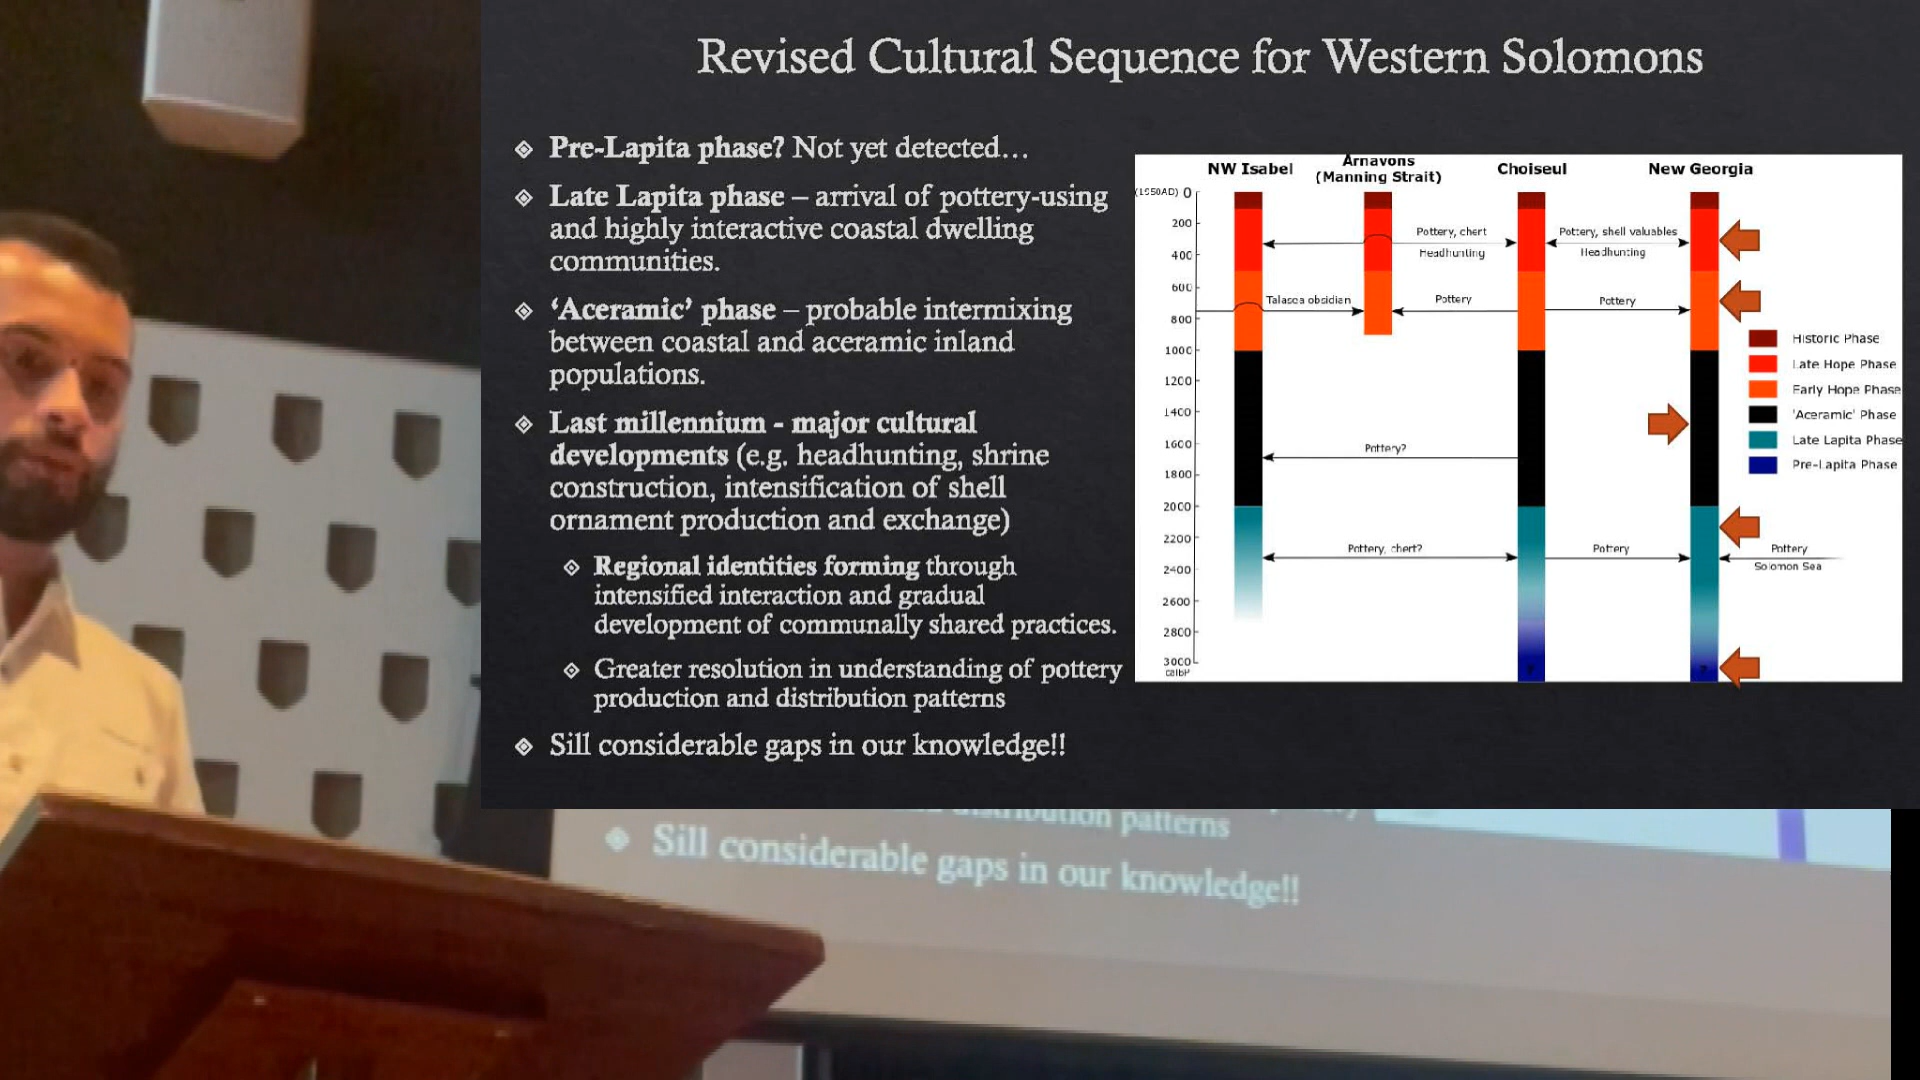 Revised Cultural Sequence for Western Solomons
Pre-Lapita phase? Not yet detected…
Late Lapita phase – arrival of pottery-using
and highly interactive coastal dwelling
communities.
‘Aceramic’ phase – probable intermixing
between coastal and aceramic inland
populations.
Last millennium - major cultural
developments (e.g. headhunting, shrine
construction, intensification of shell
ornament production and exchange)
Regional identities forming through
intensified interaction and gradual
development of communally shared practices.
Greater resolution in understanding of pottery
production and distribution patterns
Sill considerable gaps in our knowledge!!
NW Isabel
Arnavons
(Manning Strait)
Choiseul
New Georgia
(1950AD) 0
200
400
600
800
1000
1200
1400
1600
1800
2000
2200
2400
2600
2800
3000
calBP
Pottery, chert
Headhunting
Pottery, shell valuables
Headhunting
Talasea obsidian
Pottery
Pottery
Pottery?
Pottery, chert?
Pottery
Pottery
Solomon Sea
?
?
Historic Phase
Late Hope Phase
Early Hope Phase
'Aceramic' Phase
Late Lapita Phase
Pre-Lapita Phase
distribution patterns
Sill considerable gaps in our knowledge!!